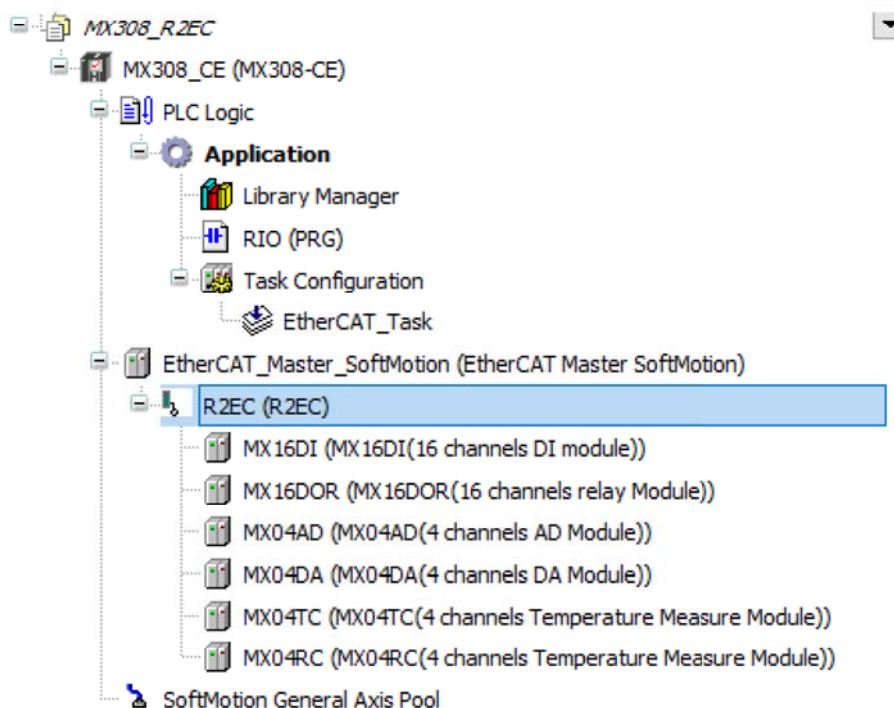 MX308_R2EC
MX308_CE (MX308-CE)
PLC Logic
Application
Library Manager
RIO (PRG)
Task Configuration
EtherCAT_Task
EtherCAT_Master_SoftMotion (EtherCAT Master SoftMotion)
R2EC (R2EC)
MX16DI (MX16DI(16 channels DI module))
MX16DOR (MX16DOR(16 channels relay Module))
MX04AD (MX04AD(4 channels AD Module))
MX04DA (MX04DA(4 channels DA Module))
MX04TC (MX04TC(4 channels Temperature Measure Module))
MX04RC (MX04RC(4 channels Temperature Measure Module))
SoftMotion General Axis Pool